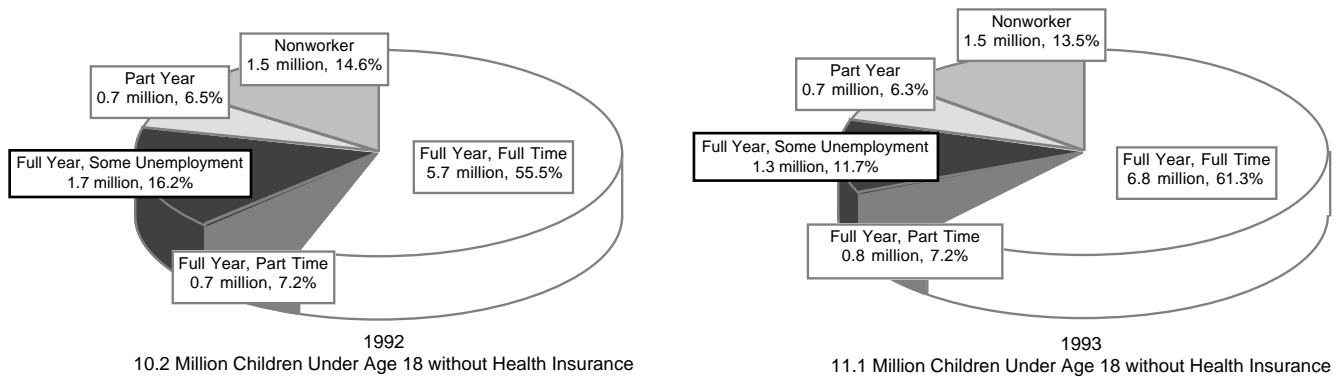 Nonworker
1.5 million, 14.6%
Part Year
0.7 million, 6.5%
Full Year, Some Unemployment
1.7 million, 16.2%
Full Year, Full Time
5.7 million, 55.5%
Full Year, Part Time
0.7 million, 7.2%
1992
10.2 Million Children Under Age 18 without Health Insurance
Nonworker
1.5 million, 13.5%
Part Year
0.7 million, 6.3%
Full Year, Some Unemployment
1.3 million, 11.7%
Full Year, Full Time
6.8 million, 61.3%
Full Year, Part Time
0.8 million, 7.2%
1993
11.1 Million Children Under Age 18 without Health Insurance